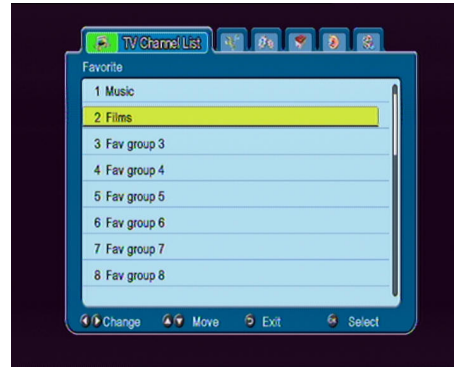 TV Channel List
Favorite
1 Music
2 Films
3 Fav group 3
4 Fav group 4
5 Fav group 5
6 Fav group 6
7 Fav group 7
8 Fav group 8
Change Move Exit Select